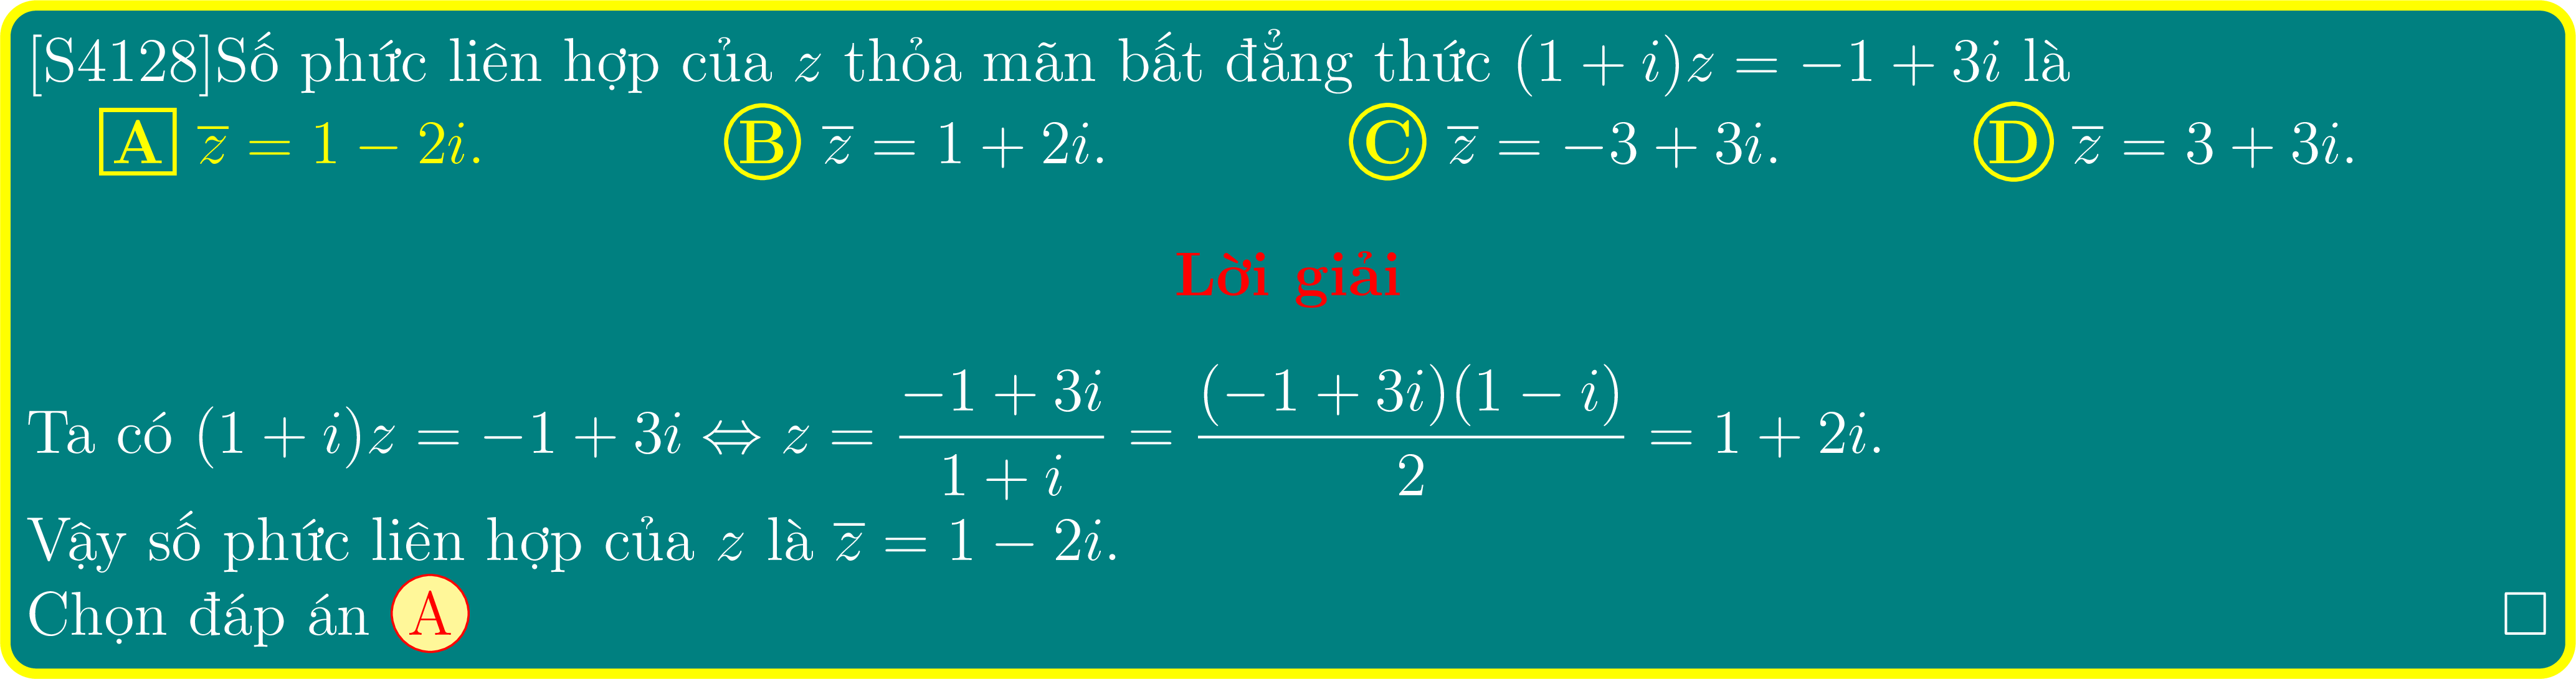 [S4128]Số phức liên hợp của z thỏa mãn bất đẳng thức (1 + i)z = −1 + 3i là
A z̅ = 1 − 2i. B z̅ = 1 + 2i. C z̅ = −3 + 3i. D z̅ = 3 + 3i.
Lời giải
Ta có (1 + i)z = −1 + 3i ⇔ z = \frac{−1 + 3i}{1 + i} = \frac{(−1 + 3i)(1 − i)}{2} = 1 + 2i.
Vậy số phức liên hợp của z là z̅ = 1 − 2i.
Chọn đáp án A □